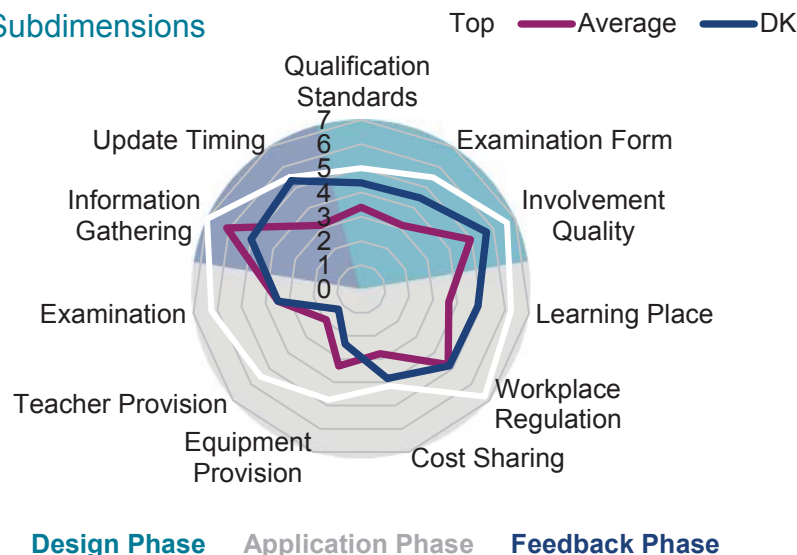 Subdimensions
Top Average DK
Qualification
Standards
Update Timing
Examination Form
Information
Gathering
Involvement
Quality
7
6
5
4
3
2
1
0
Examination
Learning Place
Teacher Provision
Workplace
Regulation
Equipment
Provision
Cost Sharing
Design Phase Application Phase Feedback Phase